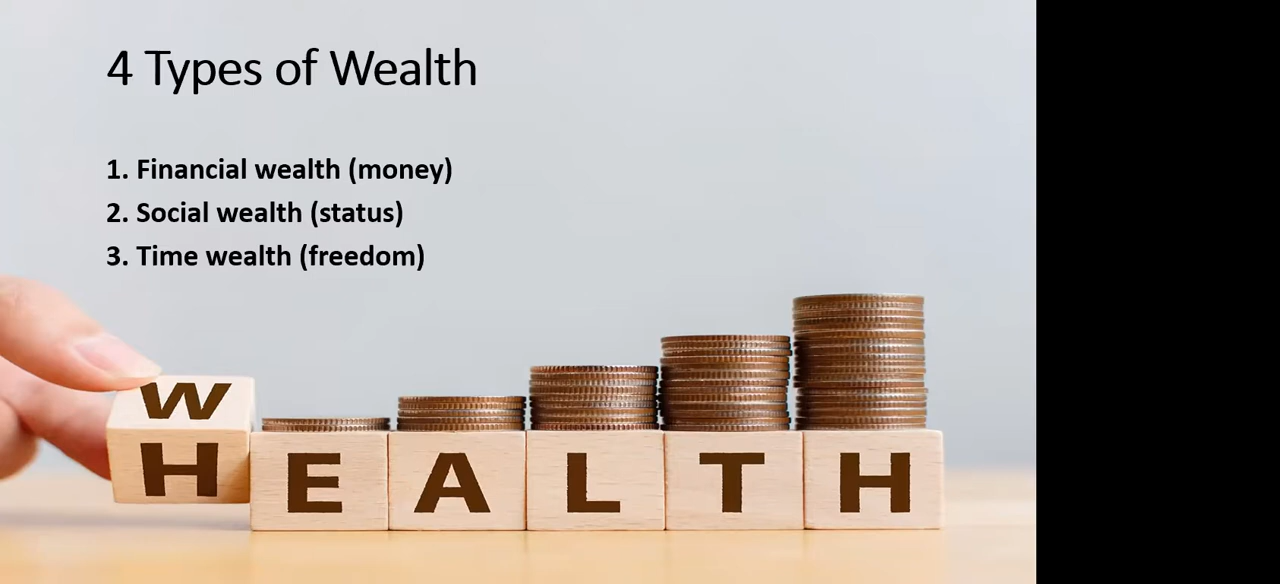 4 Types of Wealth
1. Financial wealth (money)
2. Social wealth (status)
3. Time wealth (freedom)
W
HEALTH